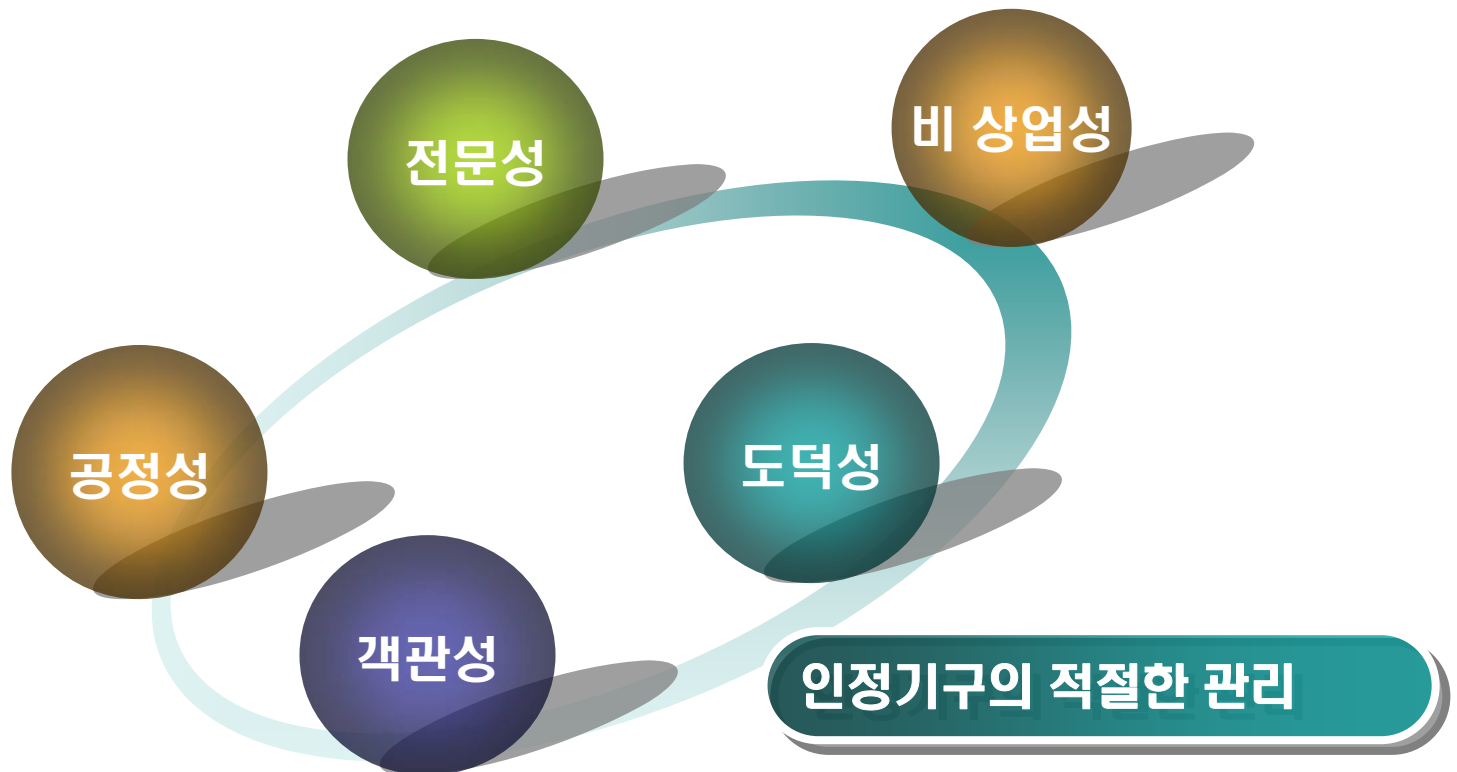 전문성
비 상업성
공정성
도덕성
객관성
인정기구의 적절한 관리